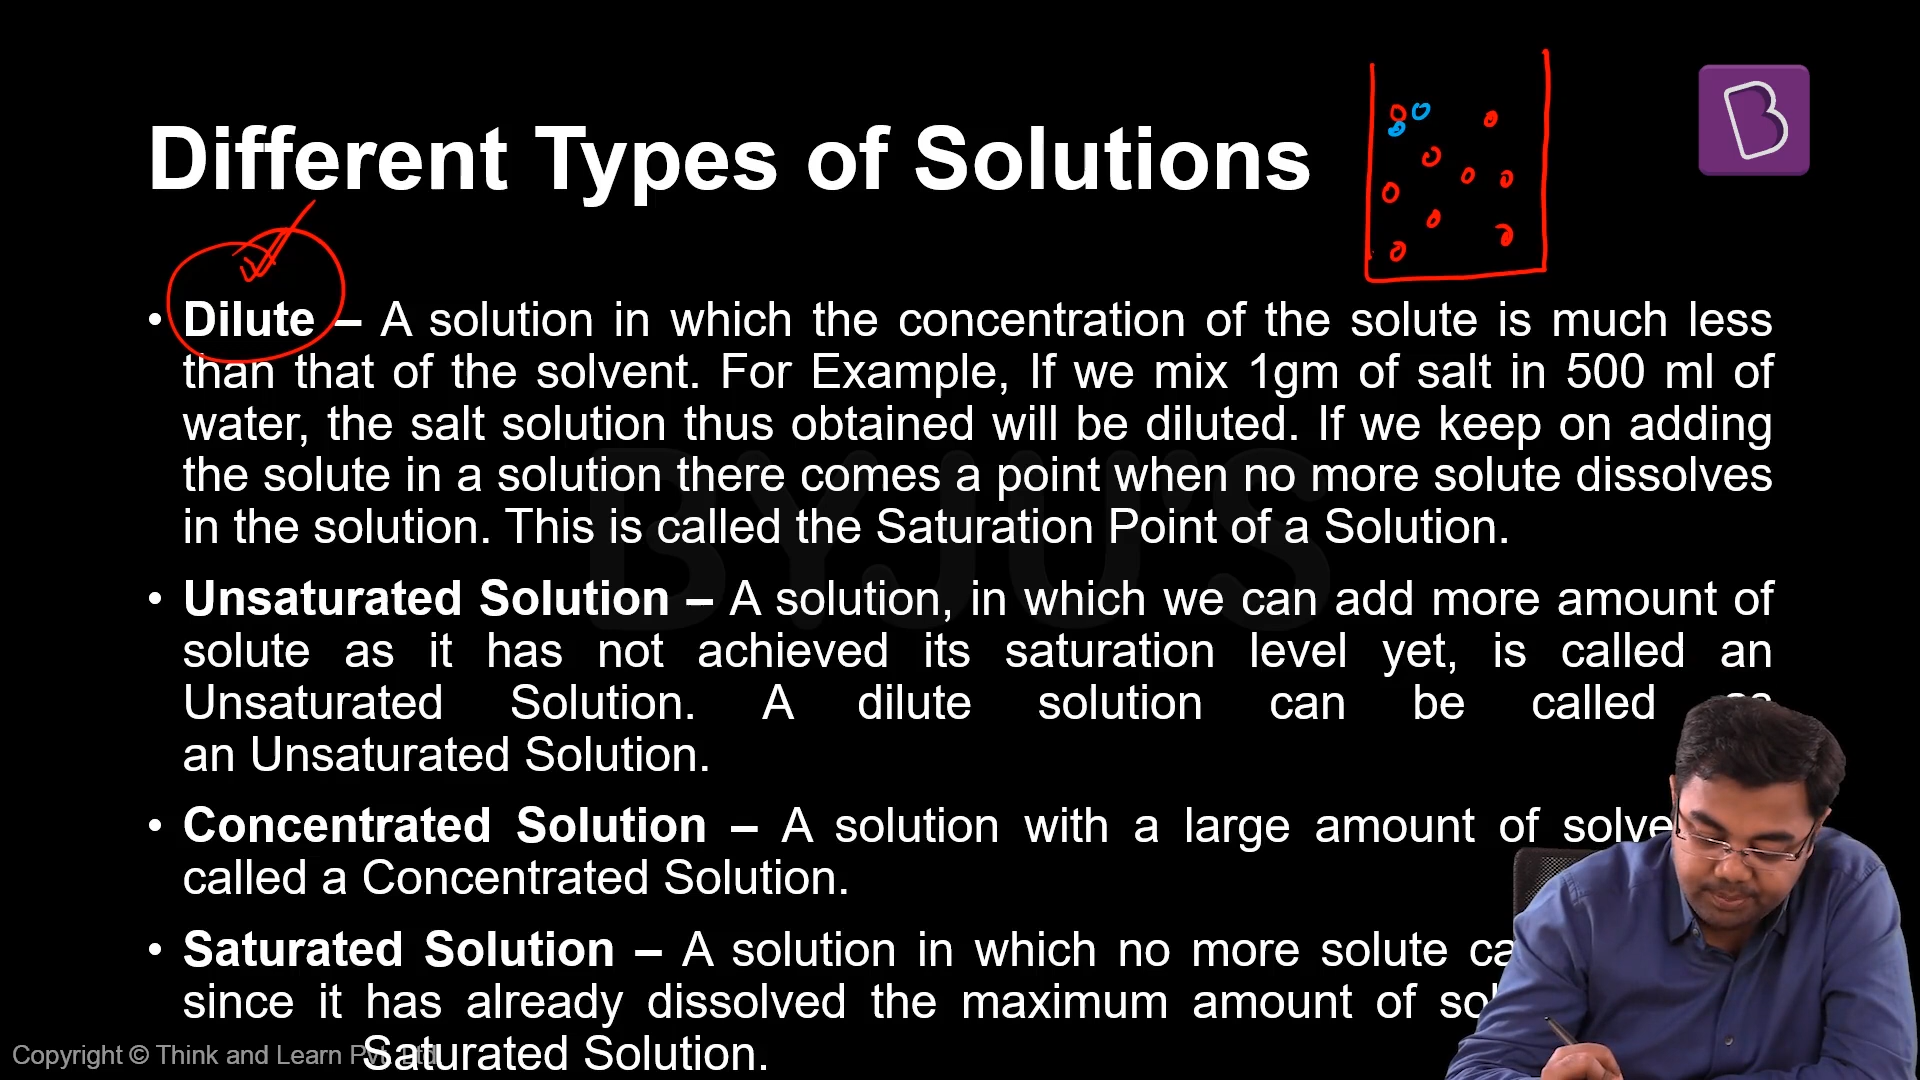 Different Types of Solutions
• Dilute – A solution in which the concentration of the solute is much less
than that of the solvent. For Example, If we mix 1gm of salt in 500 ml of
water, the salt solution thus obtained will be diluted. If we keep on adding
the solute in a solution there comes a point when no more solute dissolves
in the solution. This is called the Saturation Point of a Solution.
• Unsaturated Solution – A solution, in which we can add more amount of
solute as it has not achieved its saturation level yet, is called an
Unsaturated Solution. A dilute solution can be called
an Unsaturated Solution.
• Concentrated Solution – A solution with a large amount of
called a Concentrated Solution.
• Saturated Solution – A solution in which no more solute
since it has already dissolved the maximum amount of
Saturated Solution.
Copyright © Think and Learn Pvt. Ltd
BYJU'S
B